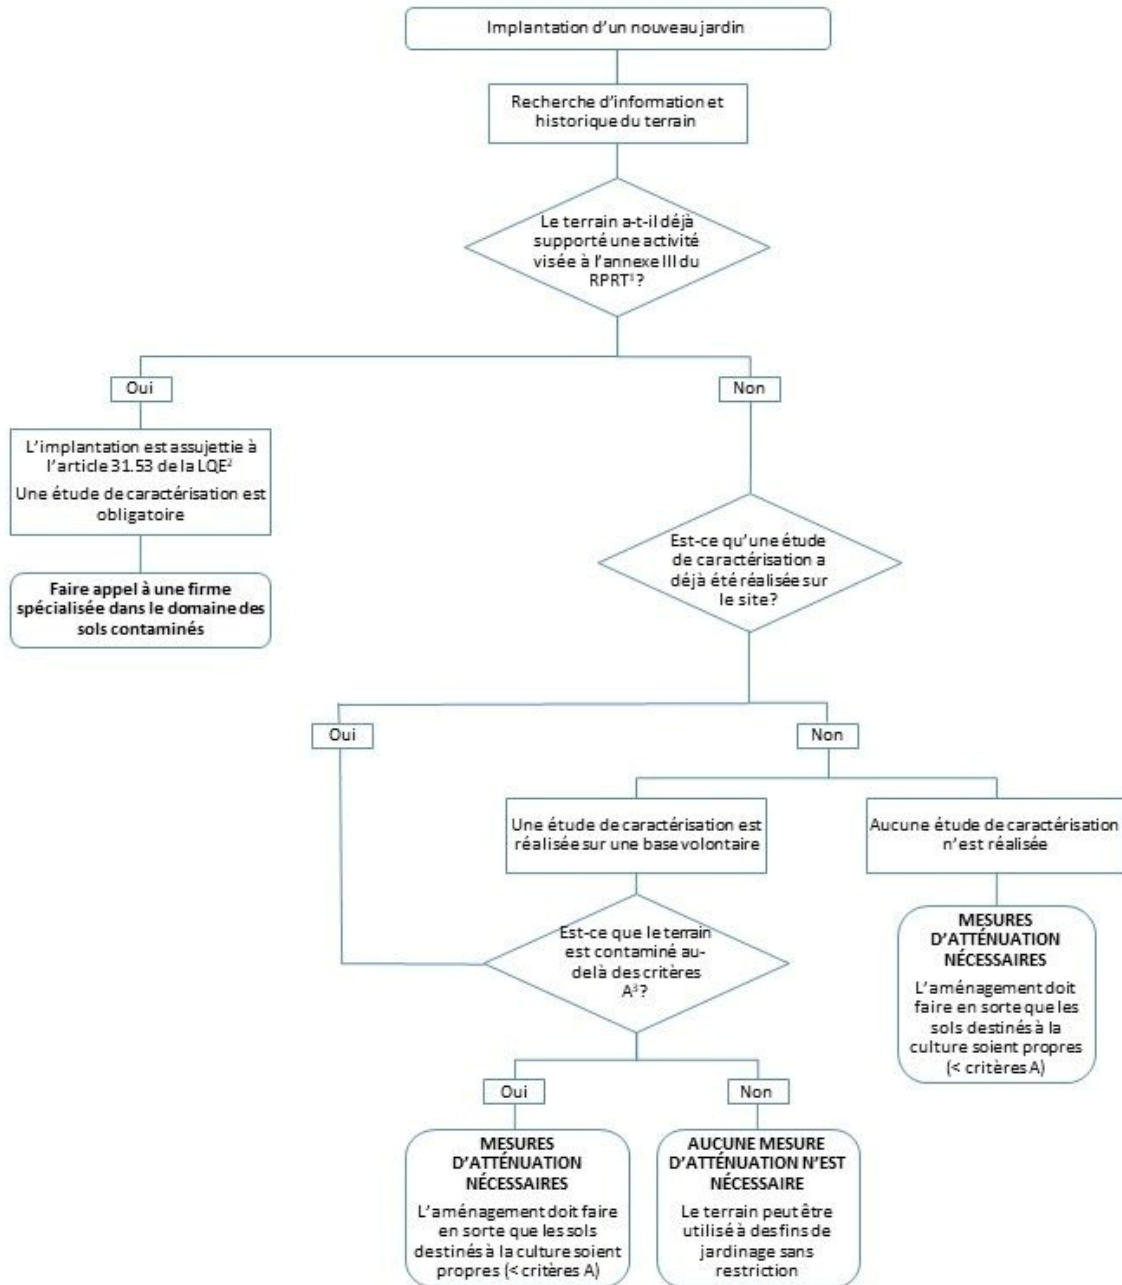 Implantation d'un nouveau jardin
Recherche d'information et
historique du terrain
Le terrain a-t-il déjà
supporté une activité
visée à l'annexe III du
RPRT¹?
Oui
Non
L'implantation est assujettie à
l'article 31.53 de la LQE²
Une étude de caractérisation est
obligatoire
Faire appel à une firme
spécialisée dans le domaine des
sols contaminés
Est-ce qu'une étude
de caractérisation a
déjà été réalisée sur
le site?
Oui
Non
Une étude de caractérisation est
réalisée sur une base volontaire
Aucune étude de caractérisation
n'est réalisée
Est-ce que le terrain
est contaminé au-
delà des critères
A³?
MESURES
D'ATTÉNUATION
NÉCESSAIRES
L'aménagement doit
faire en sorte que les
sols destinés à la
culture soient propres
(< critères A)
Oui
Non
MESURES
D'ATTÉNUATION
NÉCESSAIRES
L'aménagement doit faire
en sorte que les sols
destinés à la culture soient
propres (< critères A)
AUCUNE MESURE
D'ATTÉNUATION N'EST
NÉCESSAIRE
Le terrain peut être
utilisé à des fins de
jardinage sans
restriction